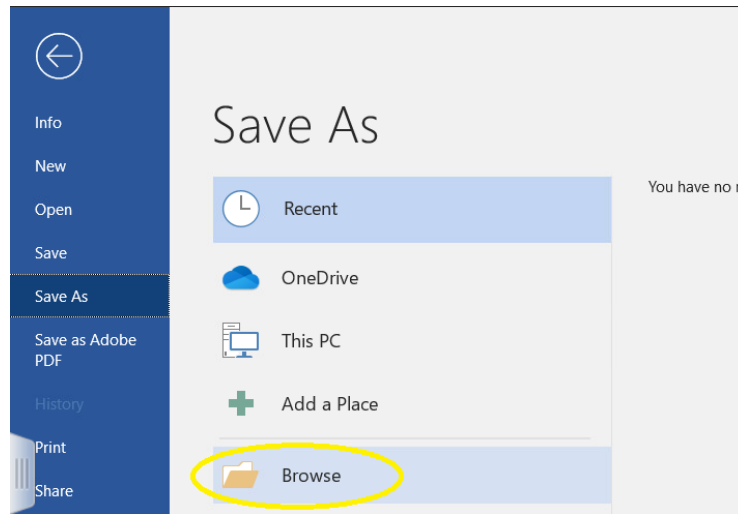 Info
New
Open
Save
Save As
Save as Adobe
PDF
History
Print
Share
Save As
Recent
OneDrive
This PC
Add a Place
Browse
You have no